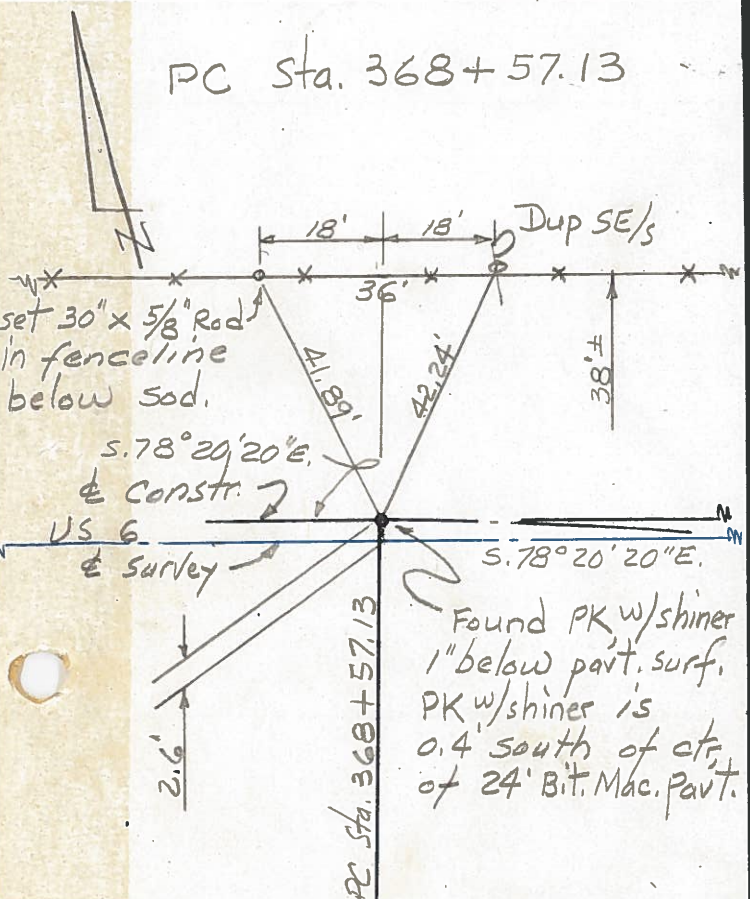 PC Sta. 368+57.13
N
18' 18'
Dup SE/s
36'
set 30" x 5/8" Rod
in fenceline
below sod.
41.89'
42.24'
38'±
S.78°20'20"E.
℄ Constr.
US 6
℄ Survey
S.78°20'20"E.
2.6'
PC Sta. 368+57.13
Found PK w/shiner
1" below pav't. surf.
PK w/shiner is
0.4' south of ctr.
of 24' Bit. Mac. Pav't.